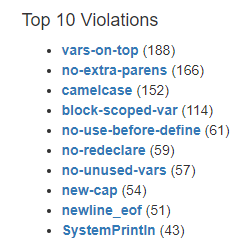 Top 10 Violations
vars-on-top (188)
no-extra-parens (166)
camelcase (152)
block-scoped-var (114)
no-use-before-define (61)
no-redeclare (59)
no-unused-vars (57)
new-cap (54)
newline_eof (51)
SystemPrintln (43)